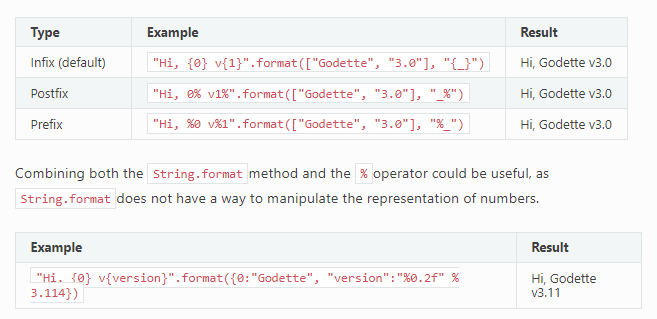 Type Example Result
Infix (default) "Hi, {0} v{1}".format(["Godette", "3.0"], "{_}") Hi, Godette v3.0
Postfix "Hi, 0% v1%".format(["Godette", "3.0"], "_%") Hi, Godette v3.0
Prefix "Hi, %0 v%1".format(["Godette", "3.0"], "%_") Hi, Godette v3.0
Combining both the String.format method and the % operator could be useful, as
String.format does not have a way to manipulate the representation of numbers.
Example Result
"Hi. {0} v{version}".format({0:"Godette", "version":"%0.2f" % Hi, Godette
3.114}) v3.11